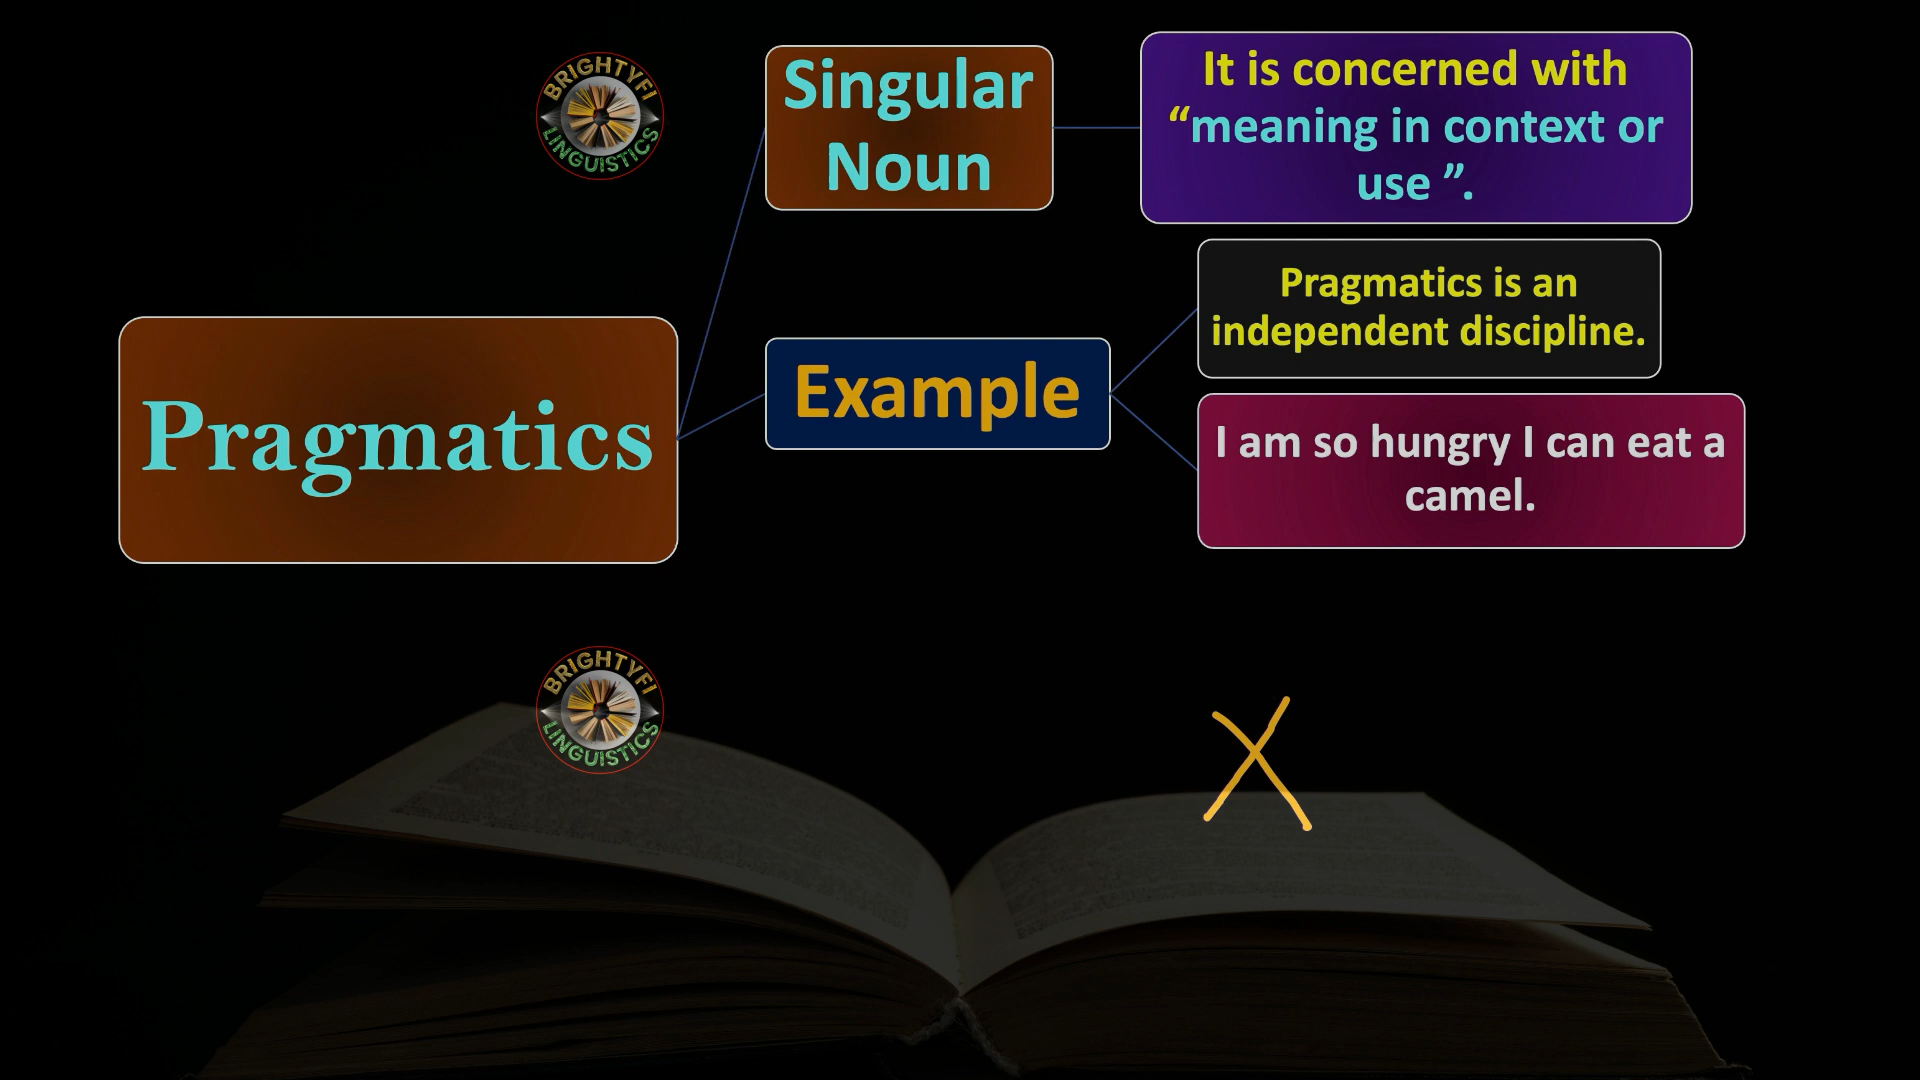 BRIGHTYFI
LINGUISTICS
Singular
Noun
It is concerned with
“meaning in context or
use ”.
Pragmatics is an
independent discipline.
Pragmatics
Example
I am so hungry I can eat a
camel.
BRIGHTYFI
LINGUISTICS
X